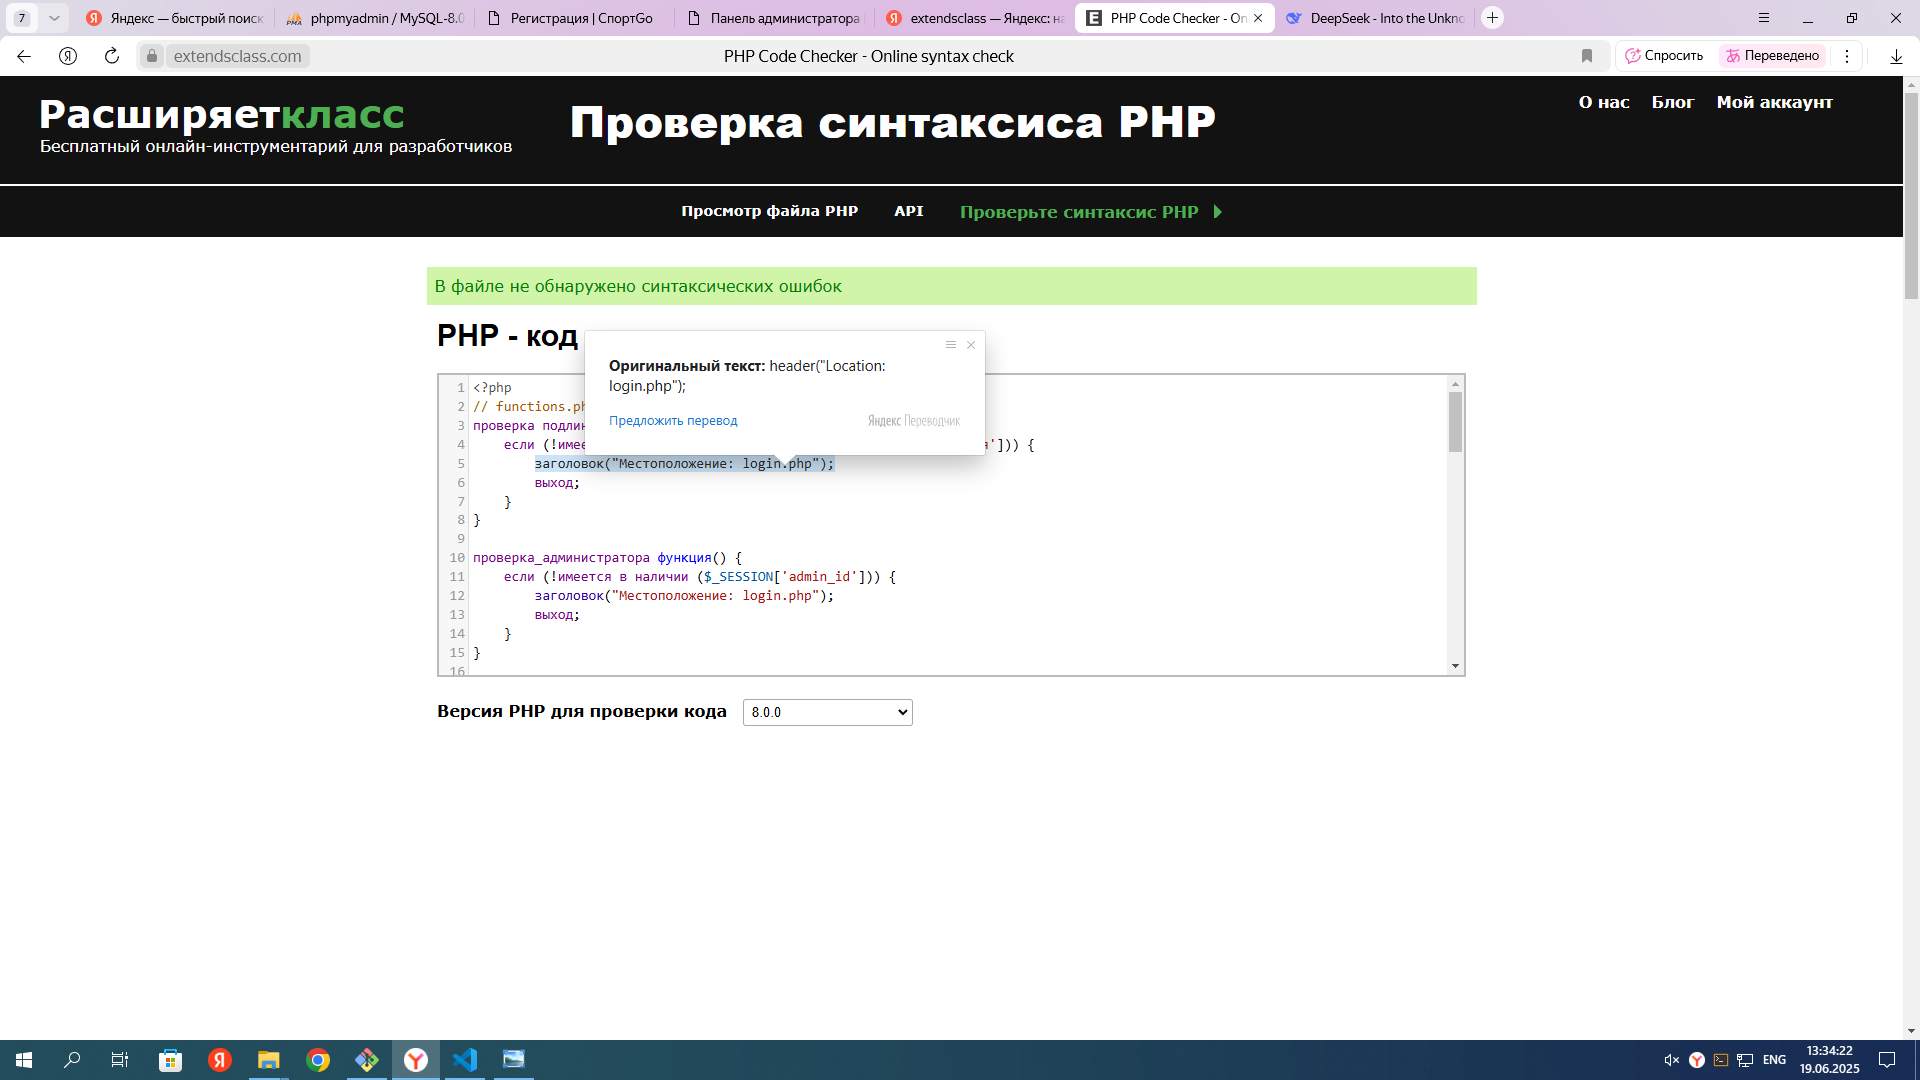 7
Яндекс — быстрый поиск
phpmyadmin / MySQL-8.0
Регистрация | СпортGo
Панель администратора
extendsclass — Яндекс: на
PHP Code Checker - On
DeepSeek - Into the Unkno
extendsclass.com
PHP Code Checker - Online syntax check
Спросить
Переведено
Расширяеткласс
Бесплатный онлайн-инструментарий для разработчиков
Проверка синтаксиса PHP
О нас
Блог
Мой аккаунт
Просмотр файла PHP
API
Проверьте синтаксис PHP
В файле не обнаружено синтаксических ошибок
PHP - код
Оригинальный текст: header("Location:
login.php");
Предложить перевод
Яндекс Переводчик
1 <?php
2 // functions.ph
3 проверка подлин
4 если (!имее '])) {
5 заголовок("Местоположение: login.php");
6 выход;
7 }
8 }
9
10 проверка_администратора функция() {
11 если (!имеется в наличии ($_SESSION['admin_id'])) {
12 заголовок("Местоположение: login.php");
13 выход;
14 }
15 }
16
Версия PHP для проверки кода
8.0.0
ENG
13:34:22
19.06.2025